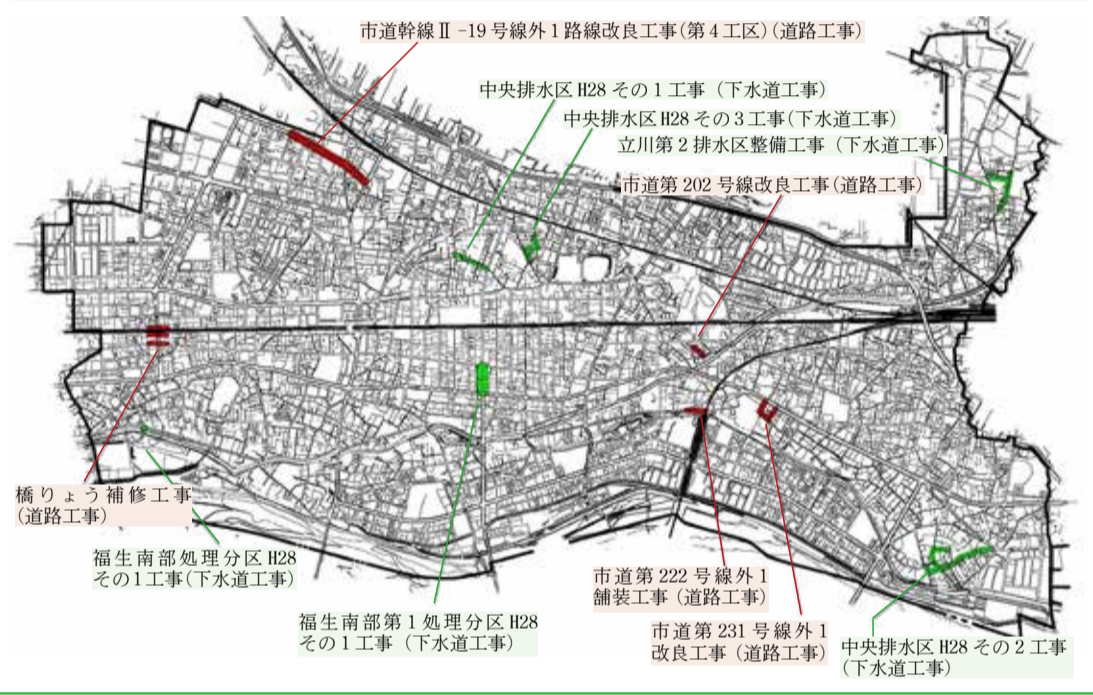 市道幹線Ⅱ-19号線外1路線改良工事(第4工区)(道路工事)
中央排水区H28その1工事(下水道工事)
中央排水区H28その3工事(下水道工事)
立川第2排水区整備工事(下水道工事)
市道第202号線改良工事(道路工事)
橋りょう補修工事
(道路工事)
福生南部処理分区H28
その1工事(下水道工事)
福生南部第1処理分区H28
その1工事(下水道工事)
市道第222号線外1
舗装工事(道路工事)
市道第231号線外1
改良工事(道路工事)
中央排水区H28その2工事
(下水道工事)